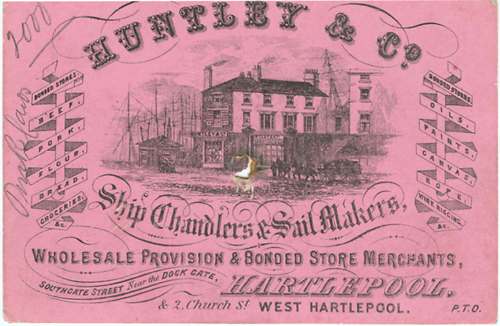 2000
HUNTLEY & Co.
BONDED STORES,
BEEF,
PORK,
FLOUR,
BREAD,
GROCERIES,
&c.
BONDED STORES,
OILS,
PAINTS,
CANVAS,
ROPE,
WIRE RIGGING,
&c.
Ship Chandlers & Sail Makers,
WHOLESALE PROVISION & BONDED STORE MERCHANTS,
SOUTHGATE STREET Near the DOCK GATE, HARTLEPOOL.
& 2, Church St. WEST HARTLEPOOL.
P.T.O.